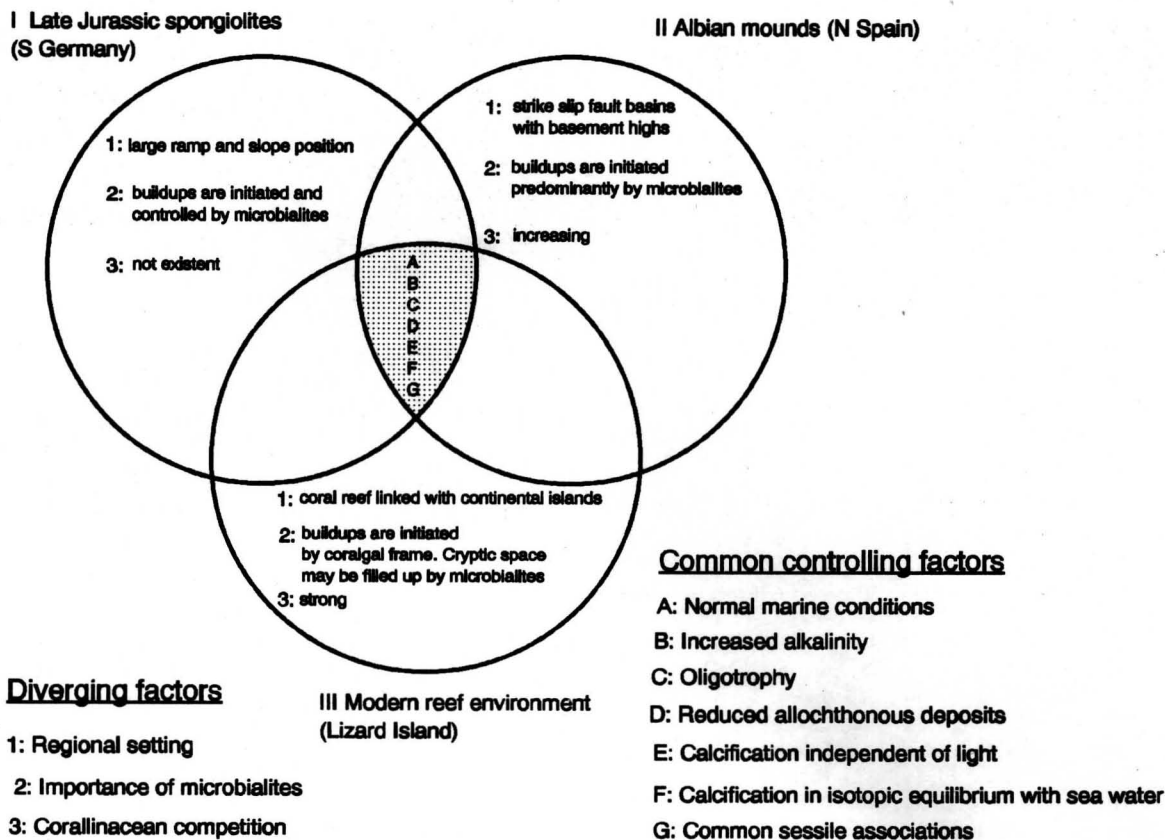 I Late Jurassic spongiolites
(S Germany)
II Albian mounds (N Spain)
1: large ramp and slope position
2: buildups are initiated and
controlled by microbialites
3: not existent
1: strike slip fault basins
with basement highs
2: buildups are initiated
predominantly by microbialites
3: increasing
A
B
C
D
E
F
G
1: coral reef linked with continental islands
2: buildups are initiated
by coralgal frame. Cryptic space
may be filled up by microbialites
3: strong
III Modern reef environment
(Lizard Island)
Diverging factors
1: Regional setting
2: Importance of microbialites
3: Corallinacean competition
Common controlling factors
A: Normal marine conditions
B: Increased alkalinity
C: Oligotrophy
D: Reduced allochthonous deposits
E: Calcification independent of light
F: Calcification in isotopic equilibrium with sea water
G: Common sessile associations